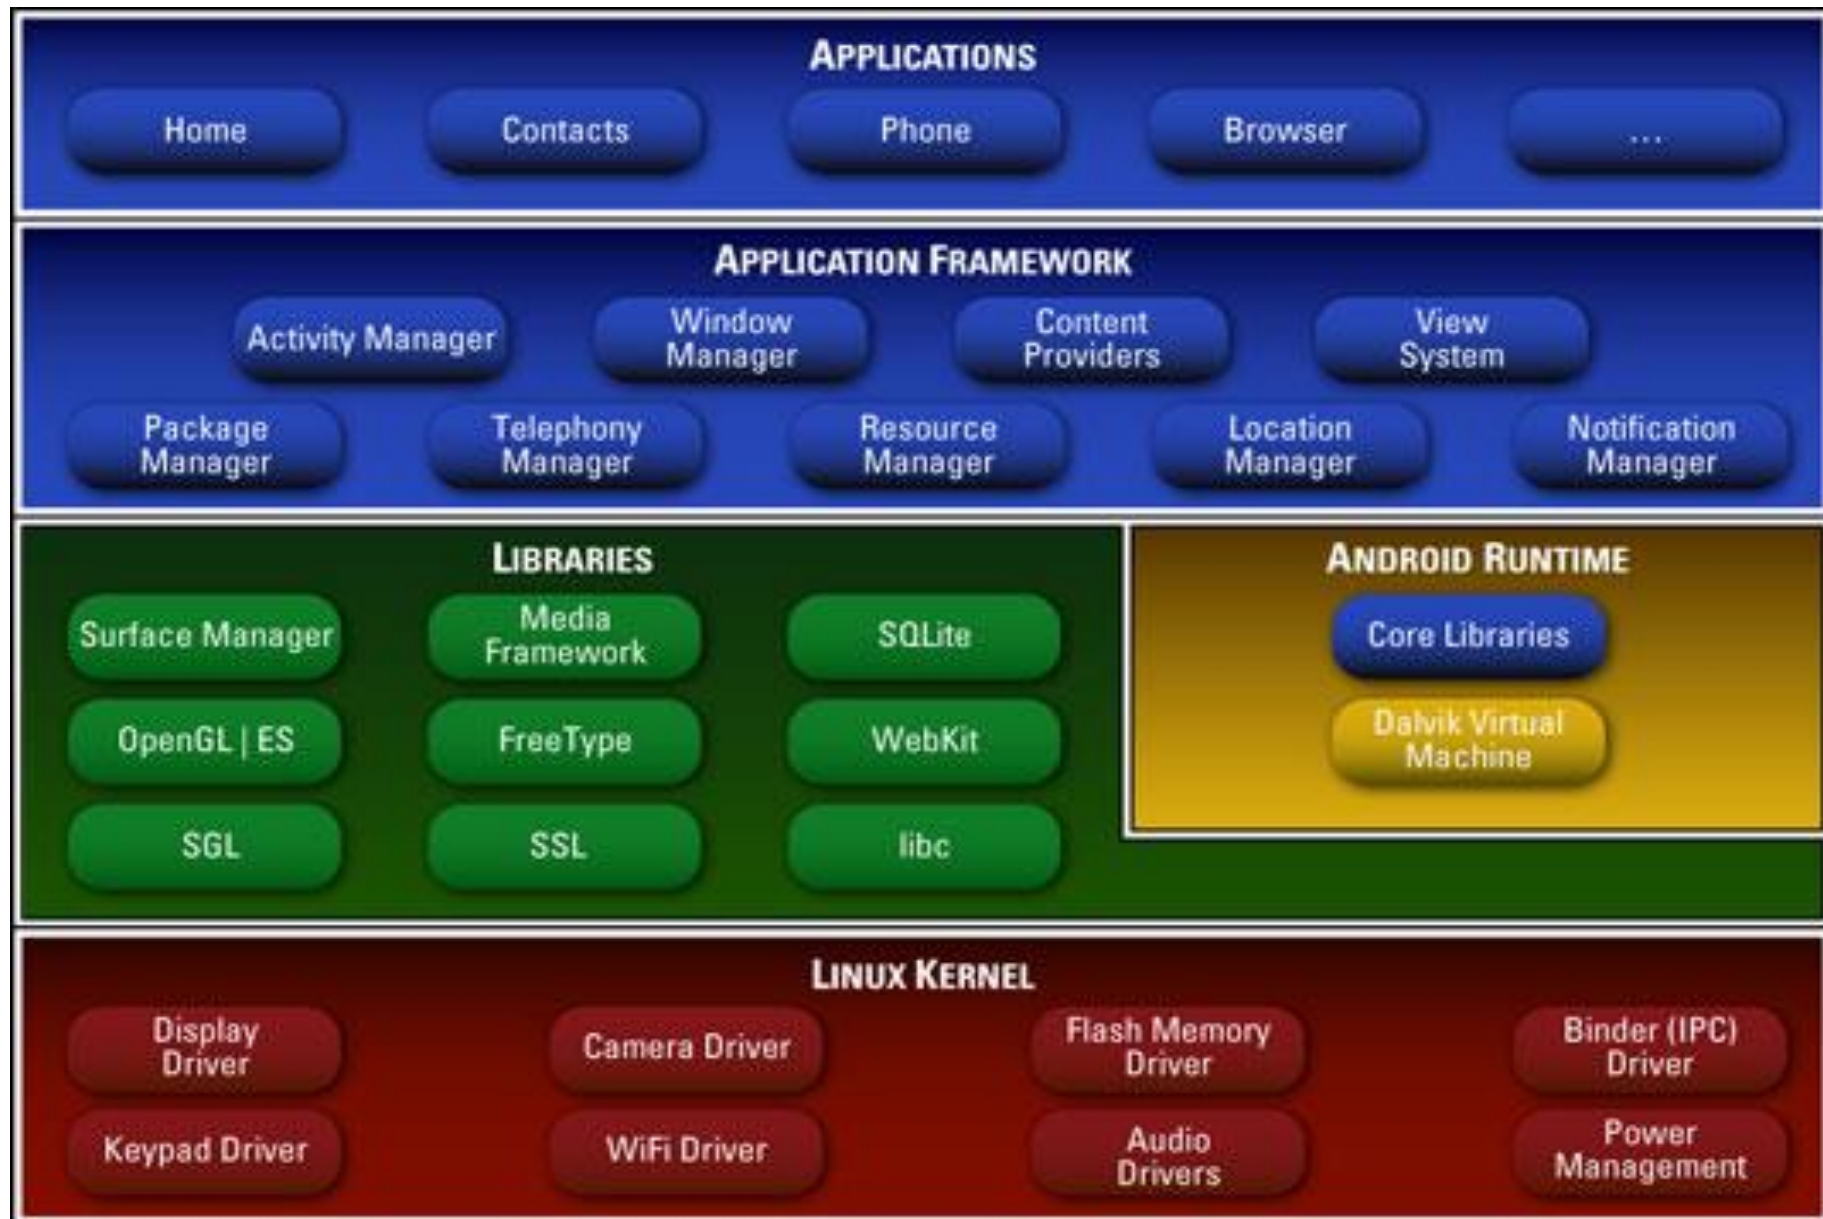 APPLICATIONS
Home
Contacts
Phone
Browser
...
APPLICATION FRAMEWORK
Activity Manager
Window
Manager
Content
Providers
View
System
Package
Manager
Telephony
Manager
Resource
Manager
Location
Manager
Notification
Manager
LIBRARIES
Surface Manager
Media
Framework
SQLite
OpenGL | ES
FreeType
WebKit
SGL
SSL
libc
ANDROID RUNTIME
Core Libraries
Dalvik Virtual
Machine
LINUX KERNEL
Display
Driver
Camera Driver
Flash Memory
Driver
Binder (IPC)
Driver
Keypad Driver
WiFi Driver
Audio
Drivers
Power
Management